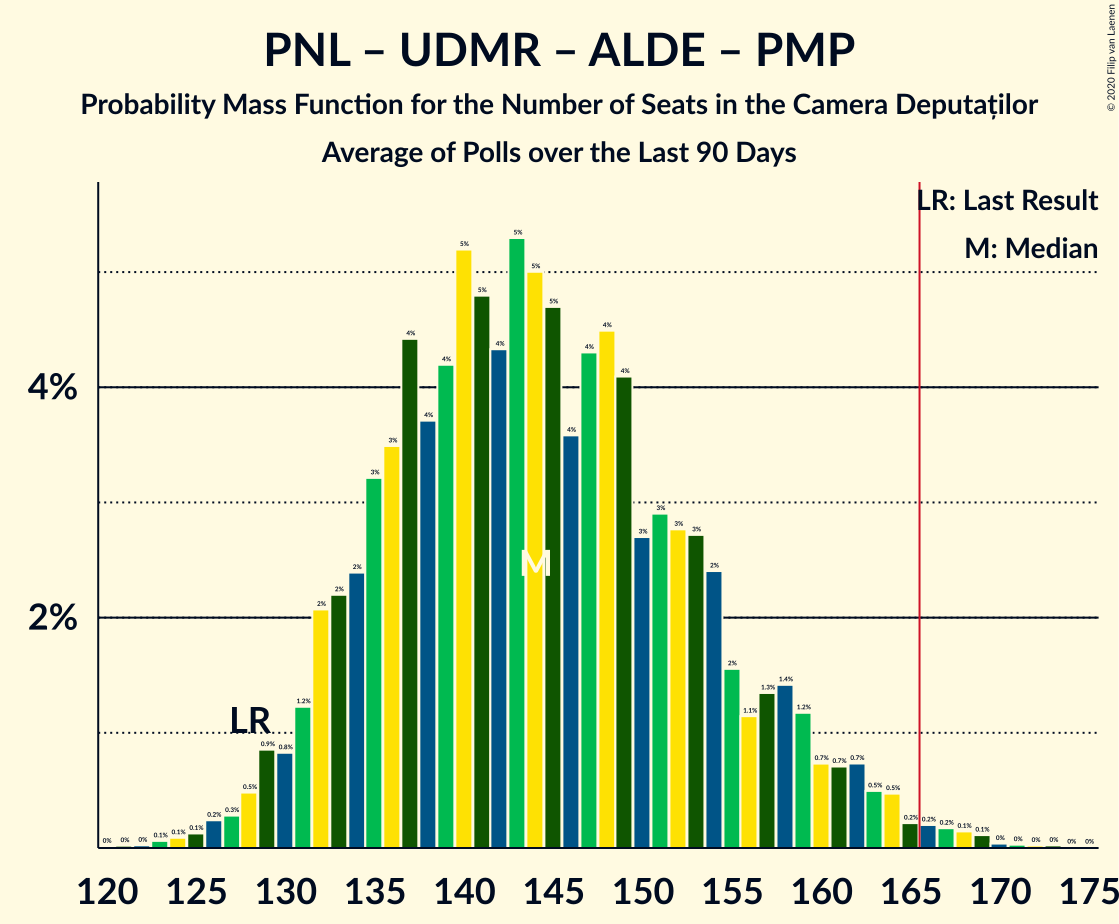 PNL – UDMR – ALDE – PMP
Probability Mass Function for the Number of Seats in the Camera Deputaților
Average of Polls over the Last 90 Days
© 2020 Filip van Laenen
LR: Last Result
M: Median
4%
2%
LR
M
0% 0% 0% 0.1% 0.1% 0.1% 0.2% 0.3% 0.5% 0.9% 0.8% 1.2% 2% 2% 2% 3% 3% 4% 4% 4% 5% 5% 4% 5% 5% 5% 4% 4% 4% 4% 3% 3% 3% 3% 2% 2% 1.1% 1.3% 1.4% 1.2% 0.7% 0.7% 0.7% 0.5% 0.5% 0.2% 0.2% 0.2% 0.1% 0.1% 0% 0% 0% 0% 0% 0%
120 125 130 135 140 145 150 155 160 165 170 175